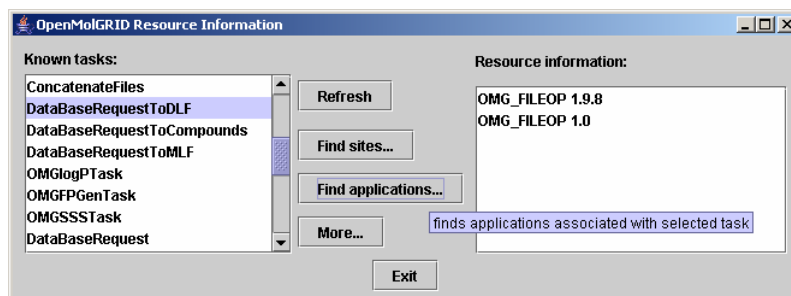 OpenMolGRID Resource Information
Known tasks:
Resource information:
ConcatenateFiles
DataBaseRequestToDLF
DataBaseRequestToCompounds
DataBaseRequestToMLF
OMGlogPTask
OMGFPGenTask
OMGSSSTask
DataBaseRequest
Refresh
Find sites...
Find applications...
More...
OMG_FILEOP 1.9.8
OMG_FILEOP 1.0
finds applications associated with selected task
Exit